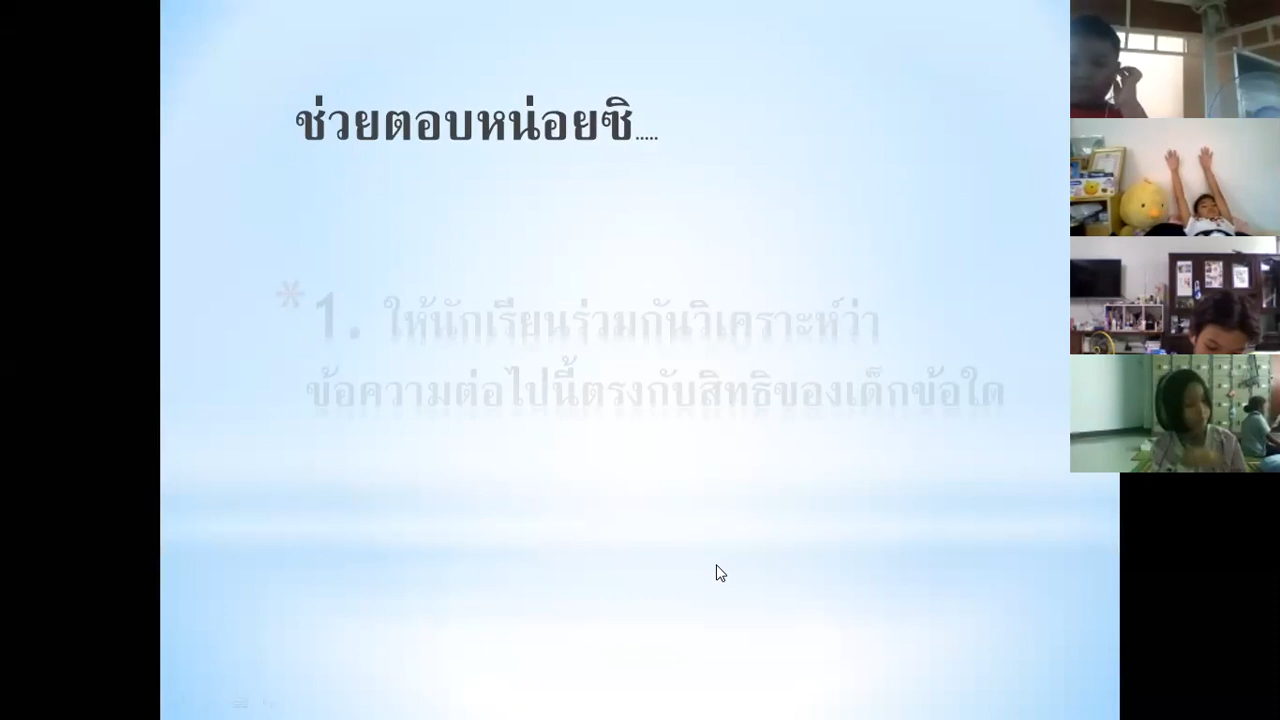 ช่วยตอบหน่อยซิ.....
* 1. ให้นักเรียนร่วมกันวิเคราะห์ว่า
ข้อความต่อไปนี้ตรงกับสิทธิของเด็กข้อใด